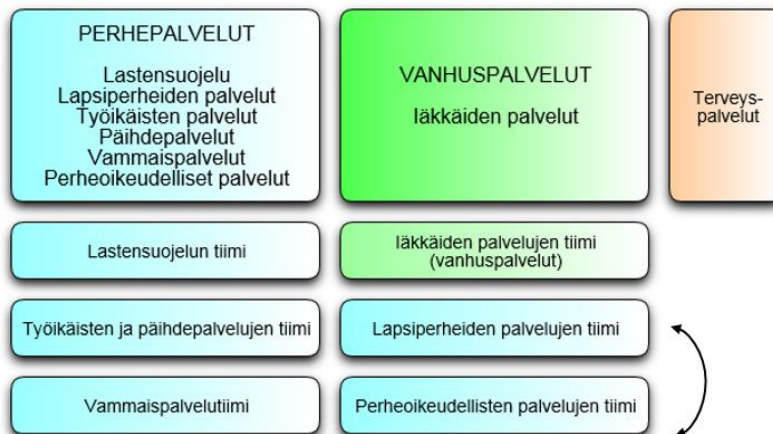 PERHEPALVELUT
Lastensuojelu
Lapsiperheiden palvelut
Työikäisten palvelut
Päihdepalvelut
Vammaispalvelut
Perheoikeudelliset palvelut
VANHUSPALVELUT
Iäkkäiden palvelut
Terveys-
palvelut
Lastensuojelun tiimi
Iäkkäiden palvelujen tiimi
(vanhuspalvelut)
Työikäisten ja päihdepalvelujen tiimi
Lapsiperheiden palvelujen tiimi
Vammaispalvelutiimi
Perheoikeudellisten palvelujen tiimi